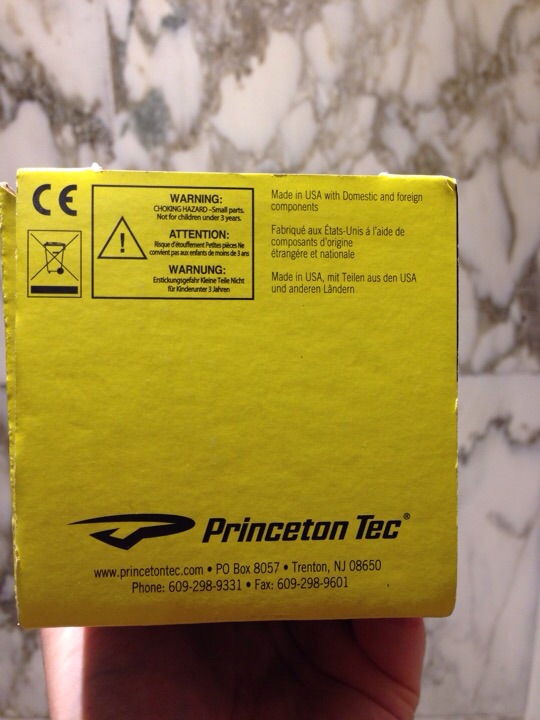 CE
WARNING:
CHOKING HAZARD -Small parts.
Not for children under 3 years.
ATTENTION:
Risque d'étouffement Petites pièces Ne
convient pas aux enfants de moins de 3 ans
WARNUNG:
Erstickungsgefahr Kleine Teile Nicht
für Kinderunter 3 Jahren
Made in USA with Domestic and foreign
components
Fabriqué aux États-Unis á l'aide de
composants d'origine
étrangère et nationale
Made in USA, mit Teilen aus den USA
und anderen Ländern
Princeton Tec®
www.princetontec.com • PO Box 8057 • Trenton, NJ 08650
Phone: 609-298-9331 • Fax: 609-298-9601